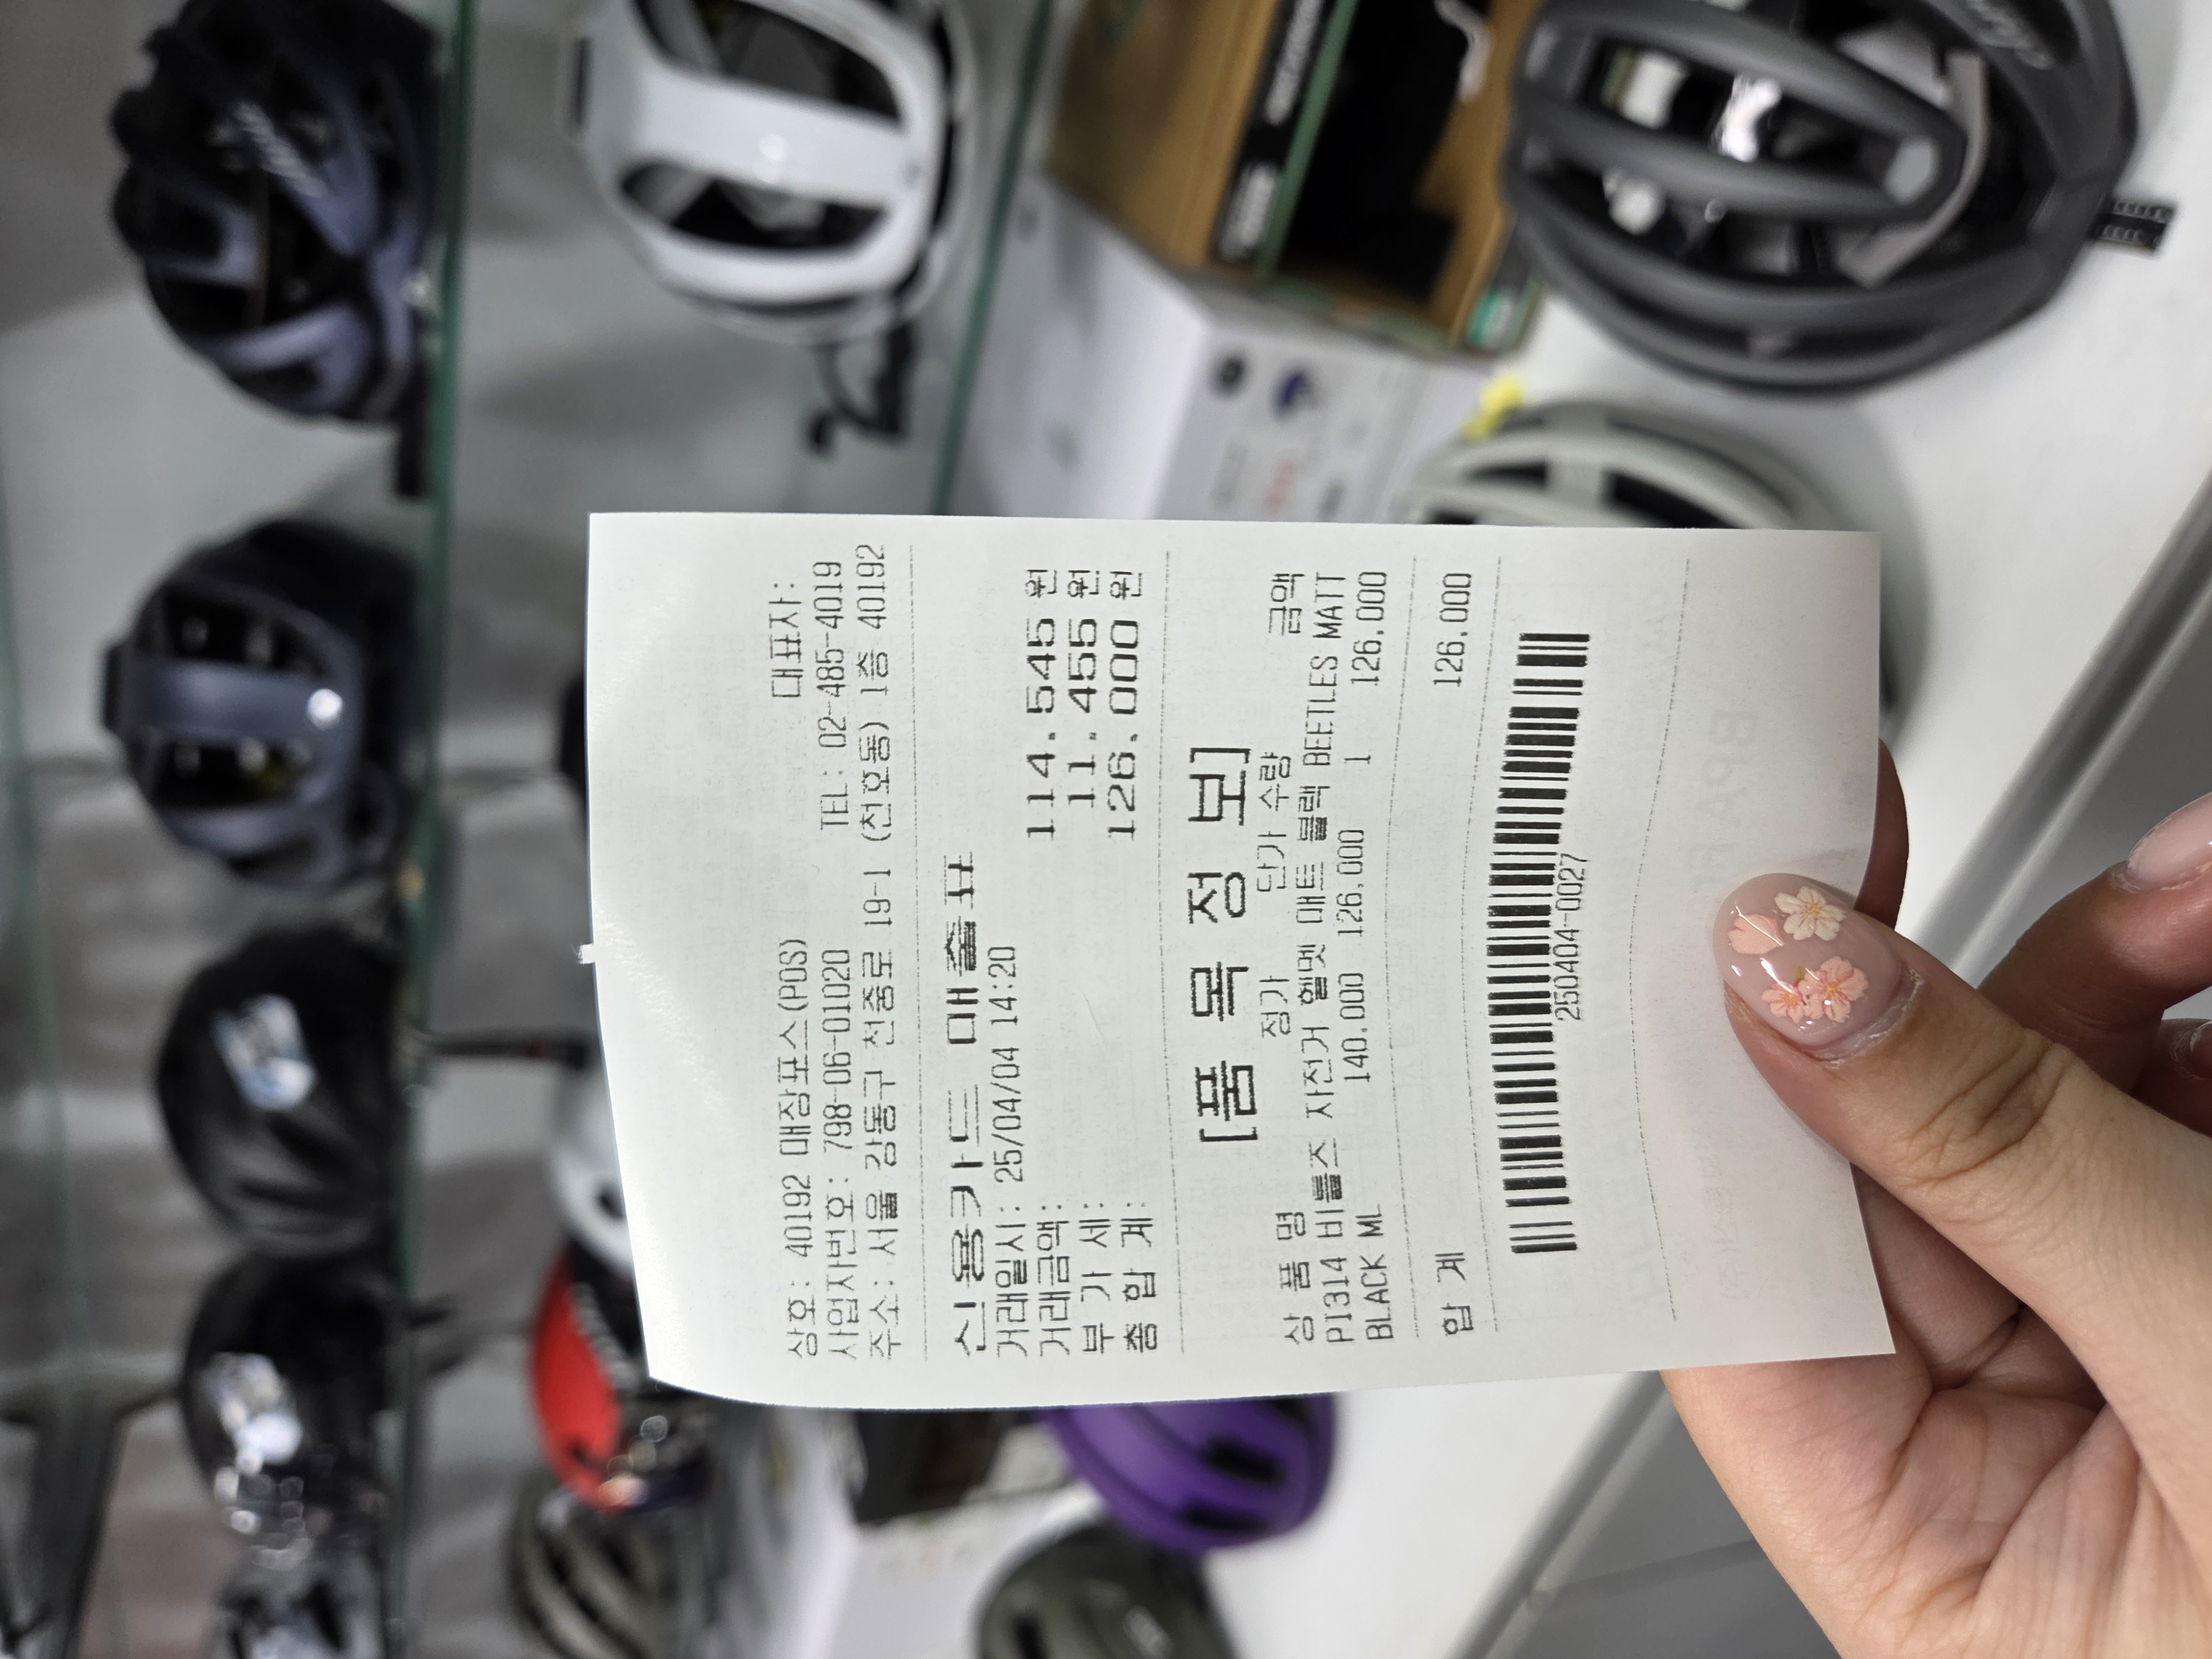 상호: 40192 매장포스(POS) 대표자:
사업자번호: 798-06-01020 TEL: 02-485-4019
주소: 서울 강동구 천중로 19-1 (천호동) 1층 40192
신용카드 매출표
거래일시: 25/04/04 14:20
거래금액: 114.545 원
부 가 세: 11.455 원
총 합 계: 126.000 원
[품 목 정 보]
상 품 명 정가 단가 수량 금액
PI314 비틀즈 자전거 헬멧 매트 블랙 BEETLES MATT
BLACK ML 140.000 126.000 1 126.000
합 계 126.000
250404-0027